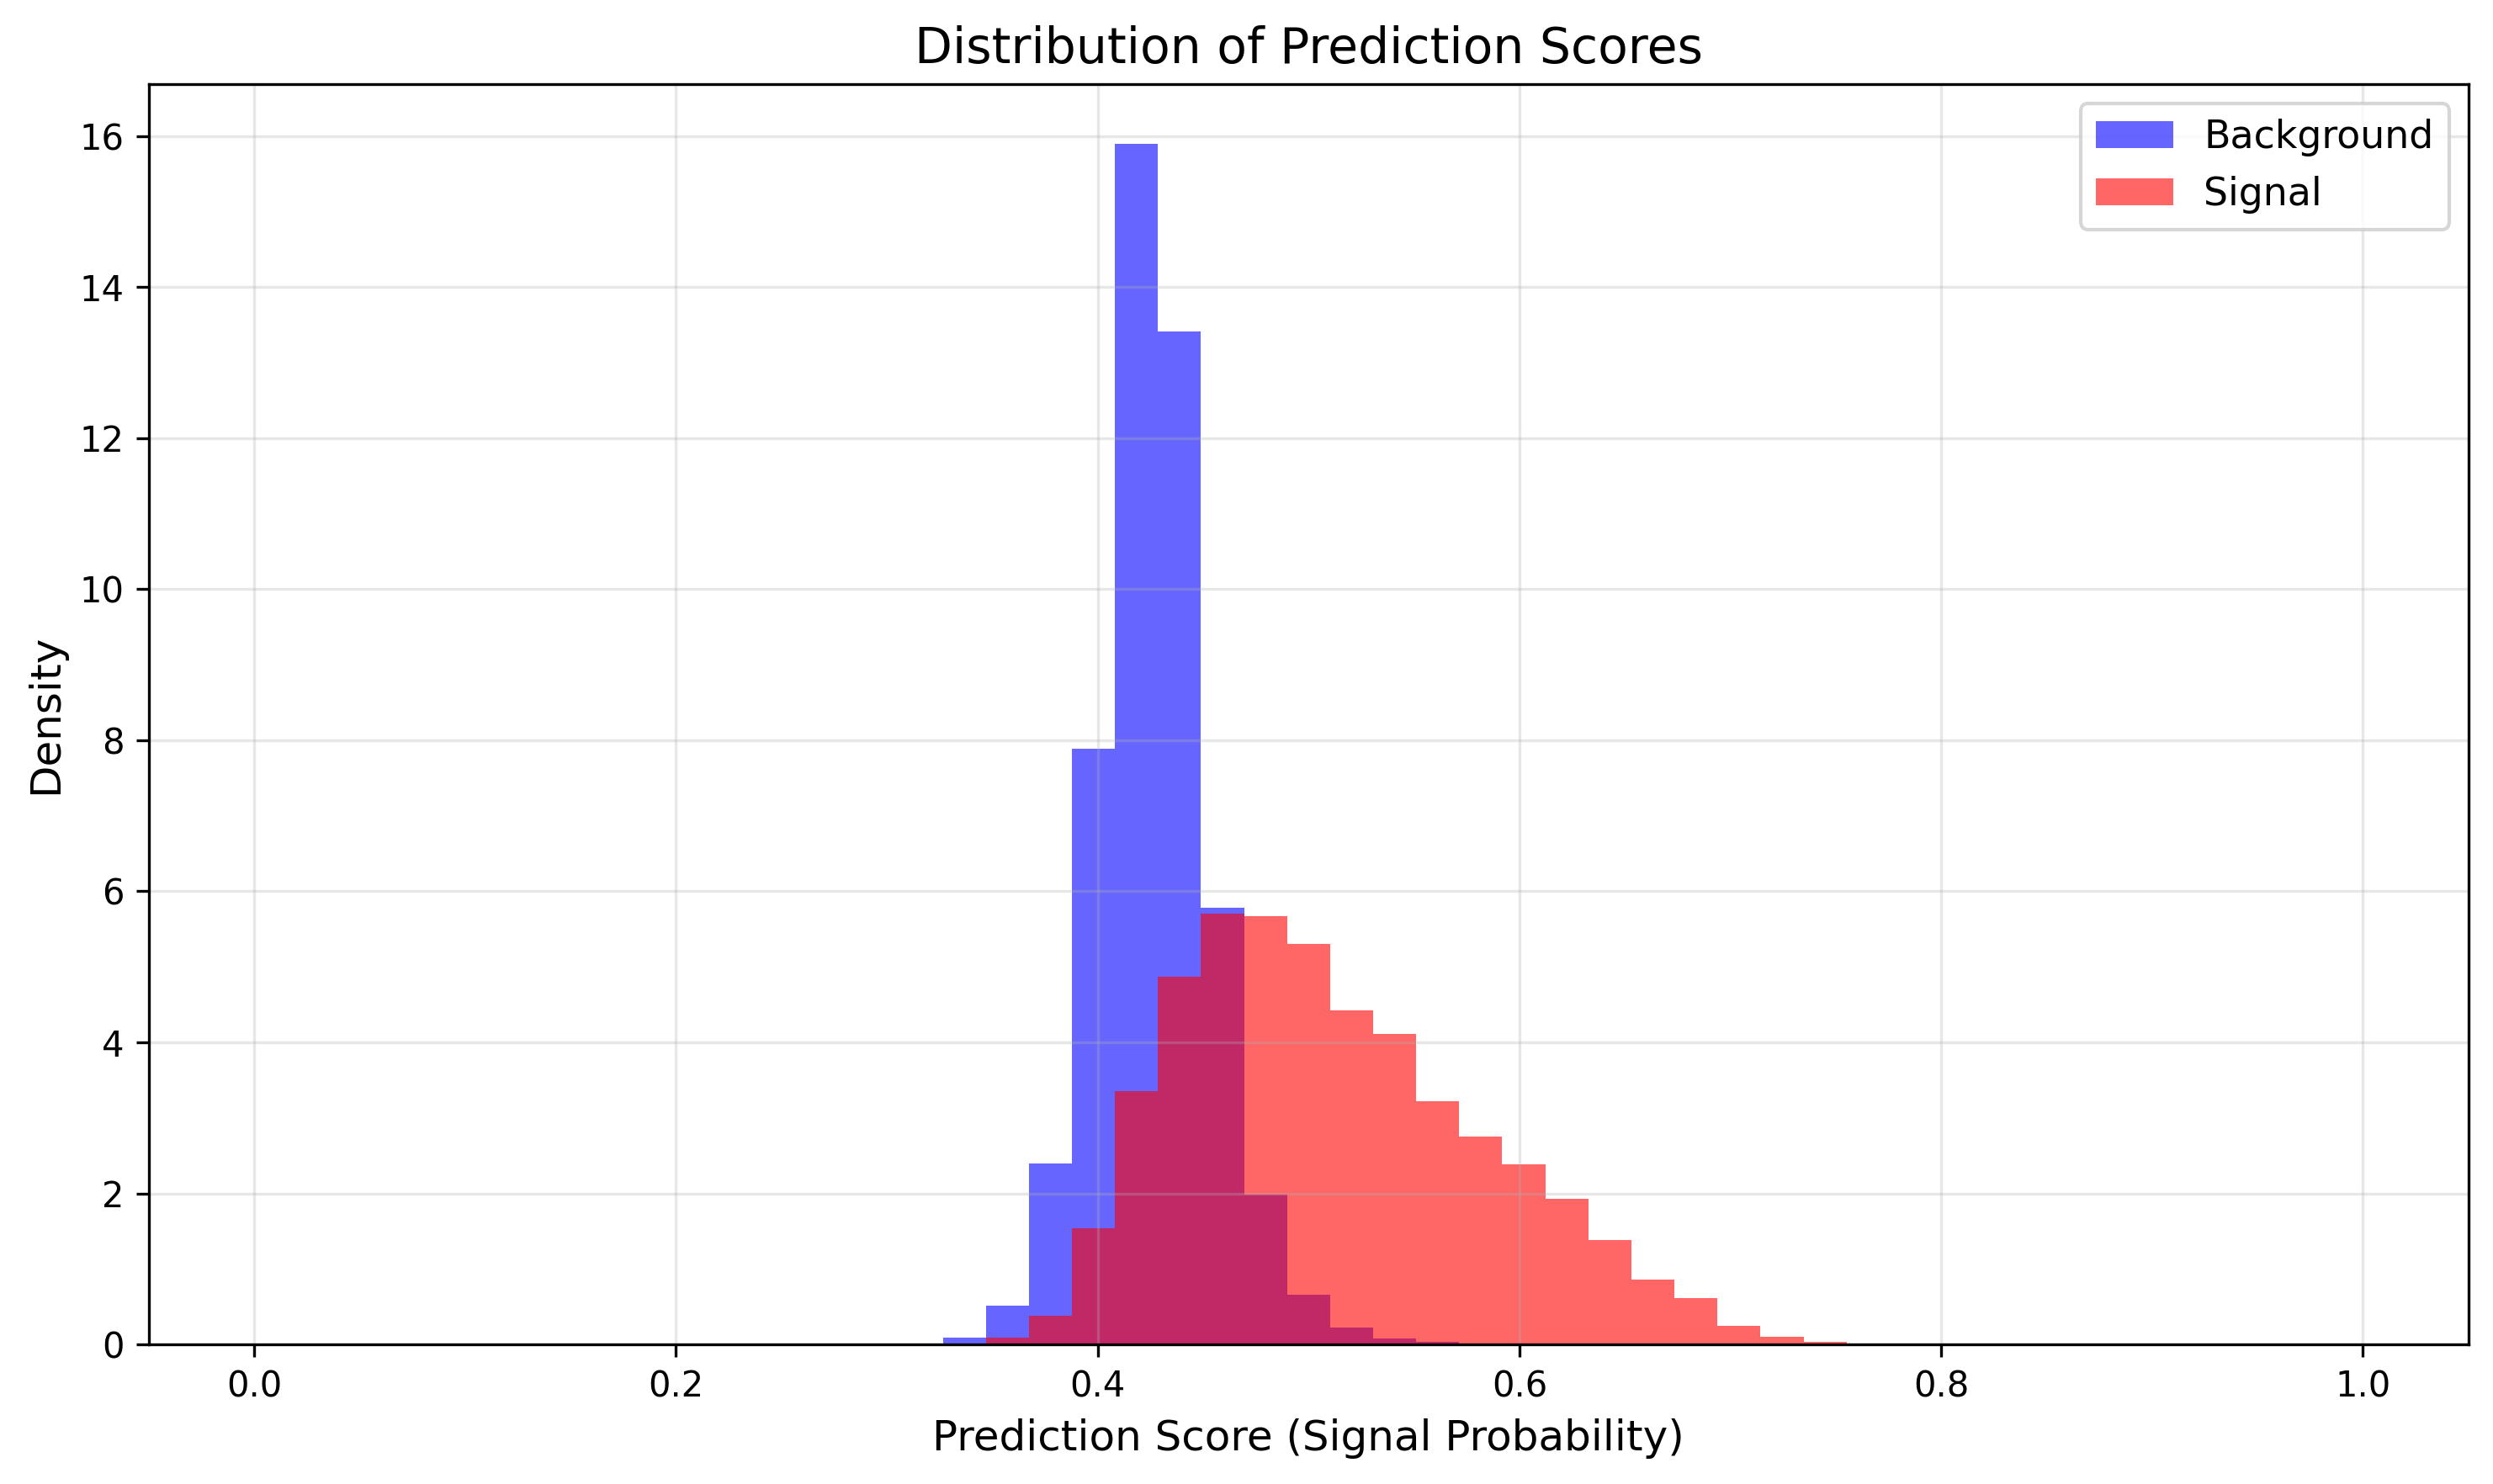 Distribution of Prediction Scores
Background
Signal
Density
16
14
12
10
8
6
4
2
0
0.0 0.2 0.4 0.6 0.8 1.0
Prediction Score (Signal Probability)